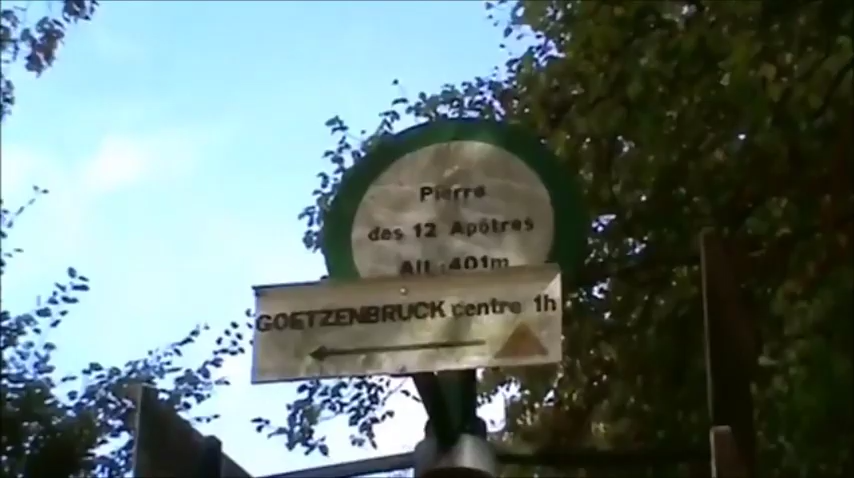 Pierre
des 12 Apôtres
Alt : 401m
GOETZENBRUCK centre 1h